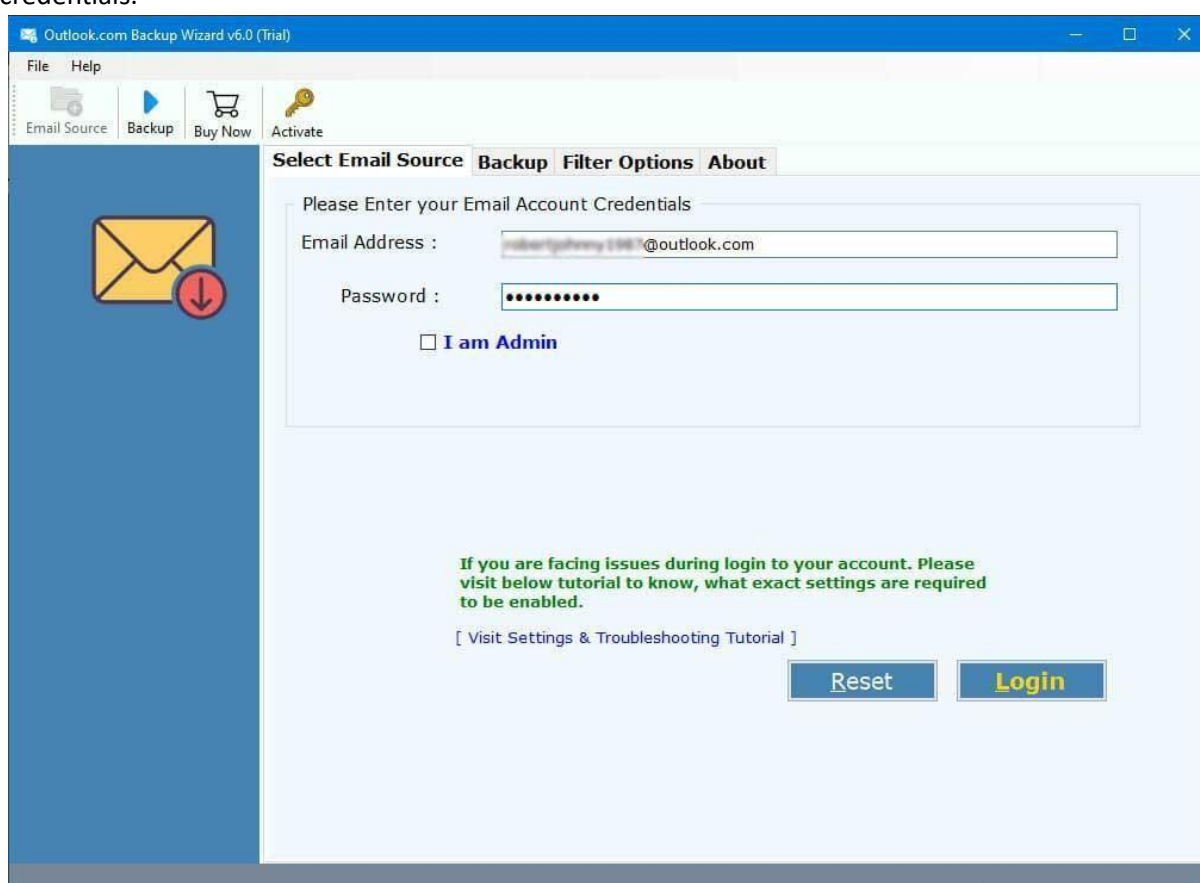 credentials.
Outlook.com Backup Wizard v6.0 (Trial)
File Help
Email Source Backup Buy Now Activate
Select Email Source Backup Filter Options About
Please Enter your Email Account Credentials
Email Address : @outlook.com
Password : ••••••••••
I am Admin
If you are facing issues during login to your account. Please
visit below tutorial to know, what exact settings are required
to be enabled.
[ Visit Settings & Troubleshooting Tutorial ]
Reset Login